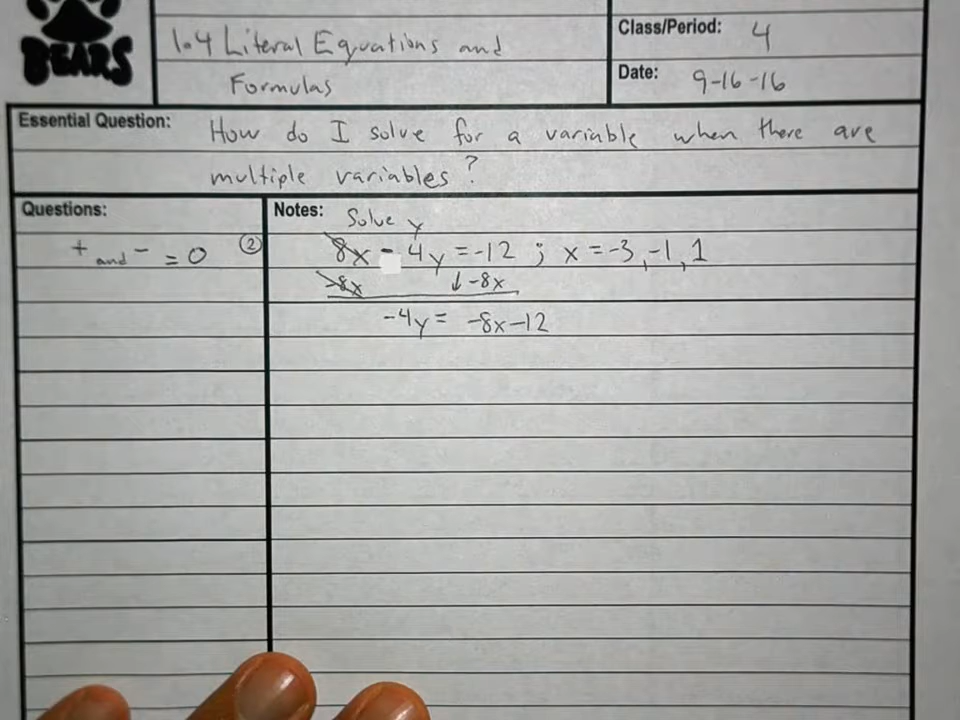 BEARS
1.4 Literal Equations and
Formulas
Class/Period: 4
Date: 9-16-16
Essential Question: How do I solve for a variable when there are
multiple variables?
Questions:
+ and - = 0
Notes: Solve y
② 8x - 4y = -12 ; x = -3, -1, 1
-8x ↓ -8x
-4y = -8x -12